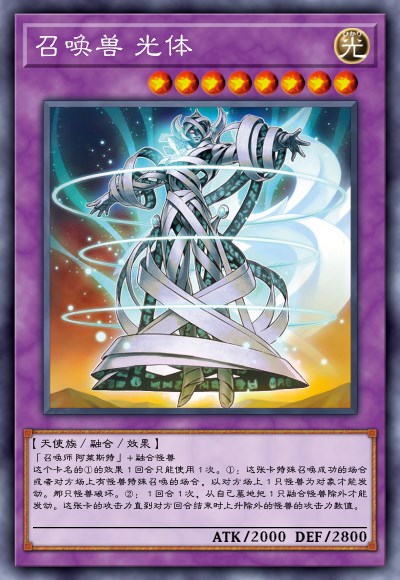 召唤兽 光体
光
ひかり
【天使族／融合／效果】
「召唤师 阿莱斯特」+融合怪兽
这个卡名的①的效果1回合只能使用1次。①：这张卡特殊召唤成功的场合
或者对方场上有怪兽特殊召唤的场合，以对方场上1只怪兽为对象才能发
动。那只怪兽破坏。②：1回合1次，从自己墓地把1只融合怪兽除外才能
发动。这张卡的攻击力直到对方回合结束时上升除外的怪兽的攻击力数值。
ATK/2000 DEF/2800